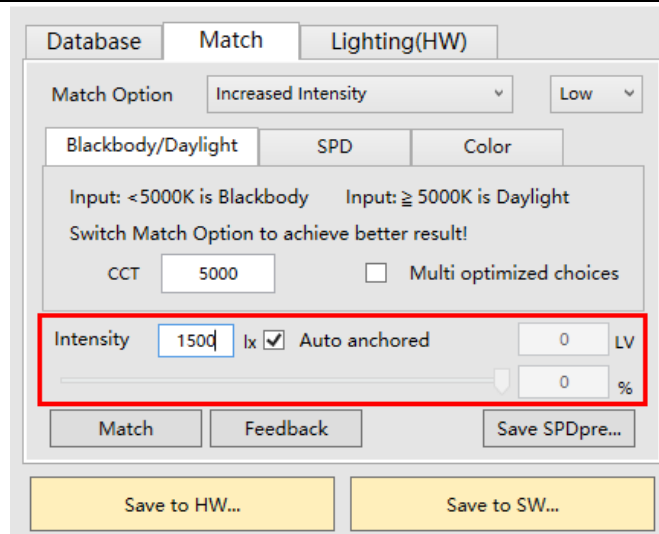 Database Match Lighting(HW)
Match Option Increased Intensity Low
Blackbody/Daylight SPD Color
Input: <5000K is Blackbody Input: ≧ 5000K is Daylight
Switch Match Option to achieve better result!
CCT 5000 Multi optimized choices
Intensity 1500 lx Auto anchored 0 LV
0 %
Match Feedback Save SPDpre...
Save to HW... Save to SW...